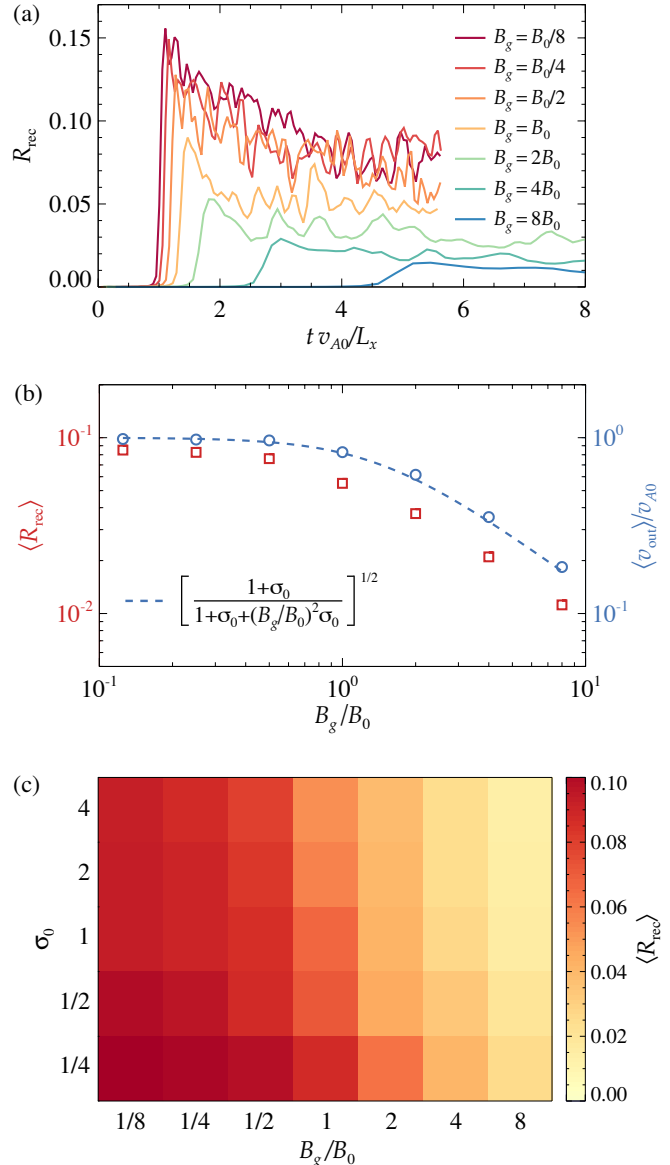 (a)
0.15
0.10
0.05
0.00
R_rec
B_g = B_0/8
B_g = B_0/4
B_g = B_0/2
B_g = B_0
B_g = 2B_0
B_g = 4B_0
B_g = 8B_0
0 2 4 6 8
t v_A0/L_x
(b)
10^-1
10^-2
⟨R_rec⟩
10^0
10^-1
⟨v_out⟩/v_A0
[ (1+σ_0) / (1+σ_0+(B_g/B_0)^2 σ_0) ]^1/2
10^-1 10^0 10^1
B_g/B_0
(c)
4
2
1
1/2
1/4
σ_0
1/8 1/4 1/2 1 2 4 8
B_g/B_0
0.10
0.08
0.06
0.04
0.02
0.00
⟨R_rec⟩